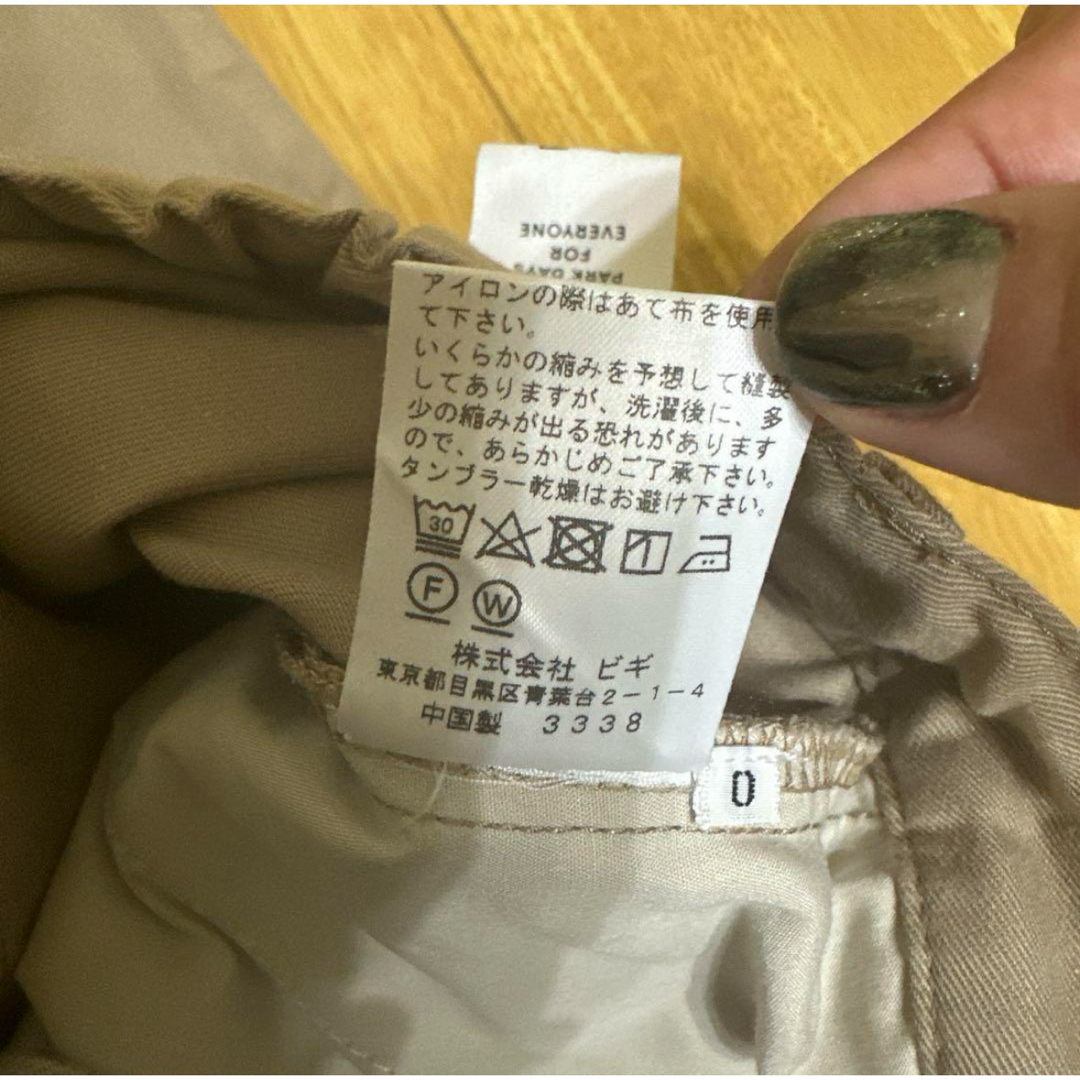 EVERYONE
FOR
PARK DAYS
アイロンの際はあて布を使用
て下さい。
いくらかの縮みを予想して縫製
してありますが、洗濯後に、多
少の縮みが出る恐れがあります
ので、あらかじめご了承下さい。
タンブラー乾燥はお避け下さい。
30
F W
株式会社 ビギ
東京都目黒区青葉台2-1-4
中国製 3338
0